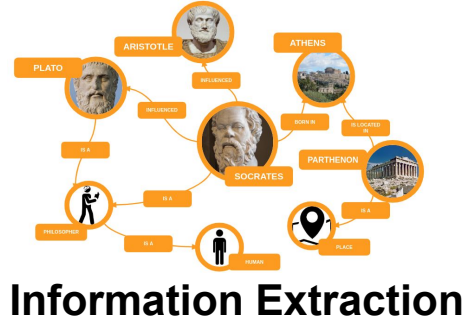 ARISTOTLE
ATHENS
PLATO
INFLUENCED
INFLUENCED
BORN IN
IS LOCATED
IN
IS A
PARTHENON
SOCRATES
IS A
IS A
PHILOSOPHER
IS A
PLACE
HUMAN
Information Extraction